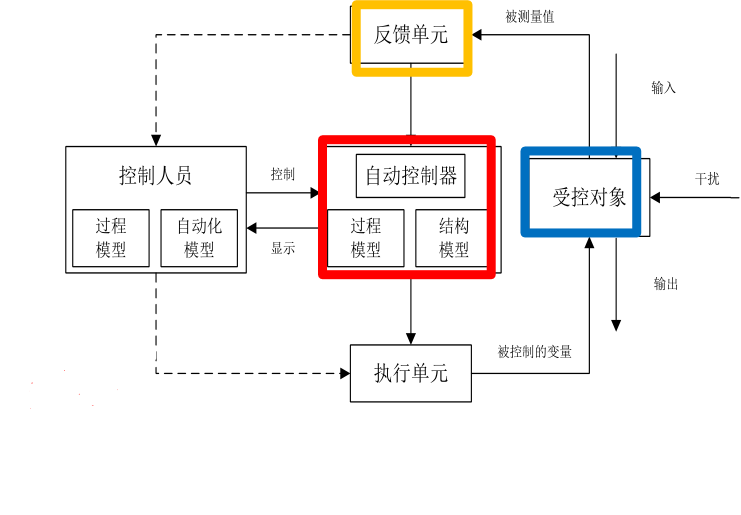 反馈单元
被测量值
输入
控制人员
控制
自动控制器
受控对象
干扰
过程
模型
自动化
模型
显示
过程
模型
结构
模型
输出
执行单元
被控制的变量